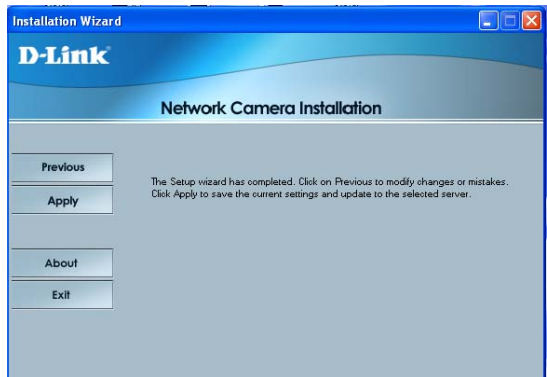 Installation Wizard
D-Link
Network Camera Installation
Previous
The Setup wizard has completed. Click on Previous to modify changes or mistakes.
Apply
Click Apply to save the current settings and update to the selected server.
About
Exit